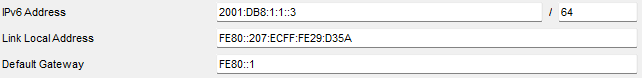 IPv6 Address 2001:DB8:1:1::3 / 64
Link Local Address FE80::207:ECFF:FE29:D35A
Default Gateway FE80::1